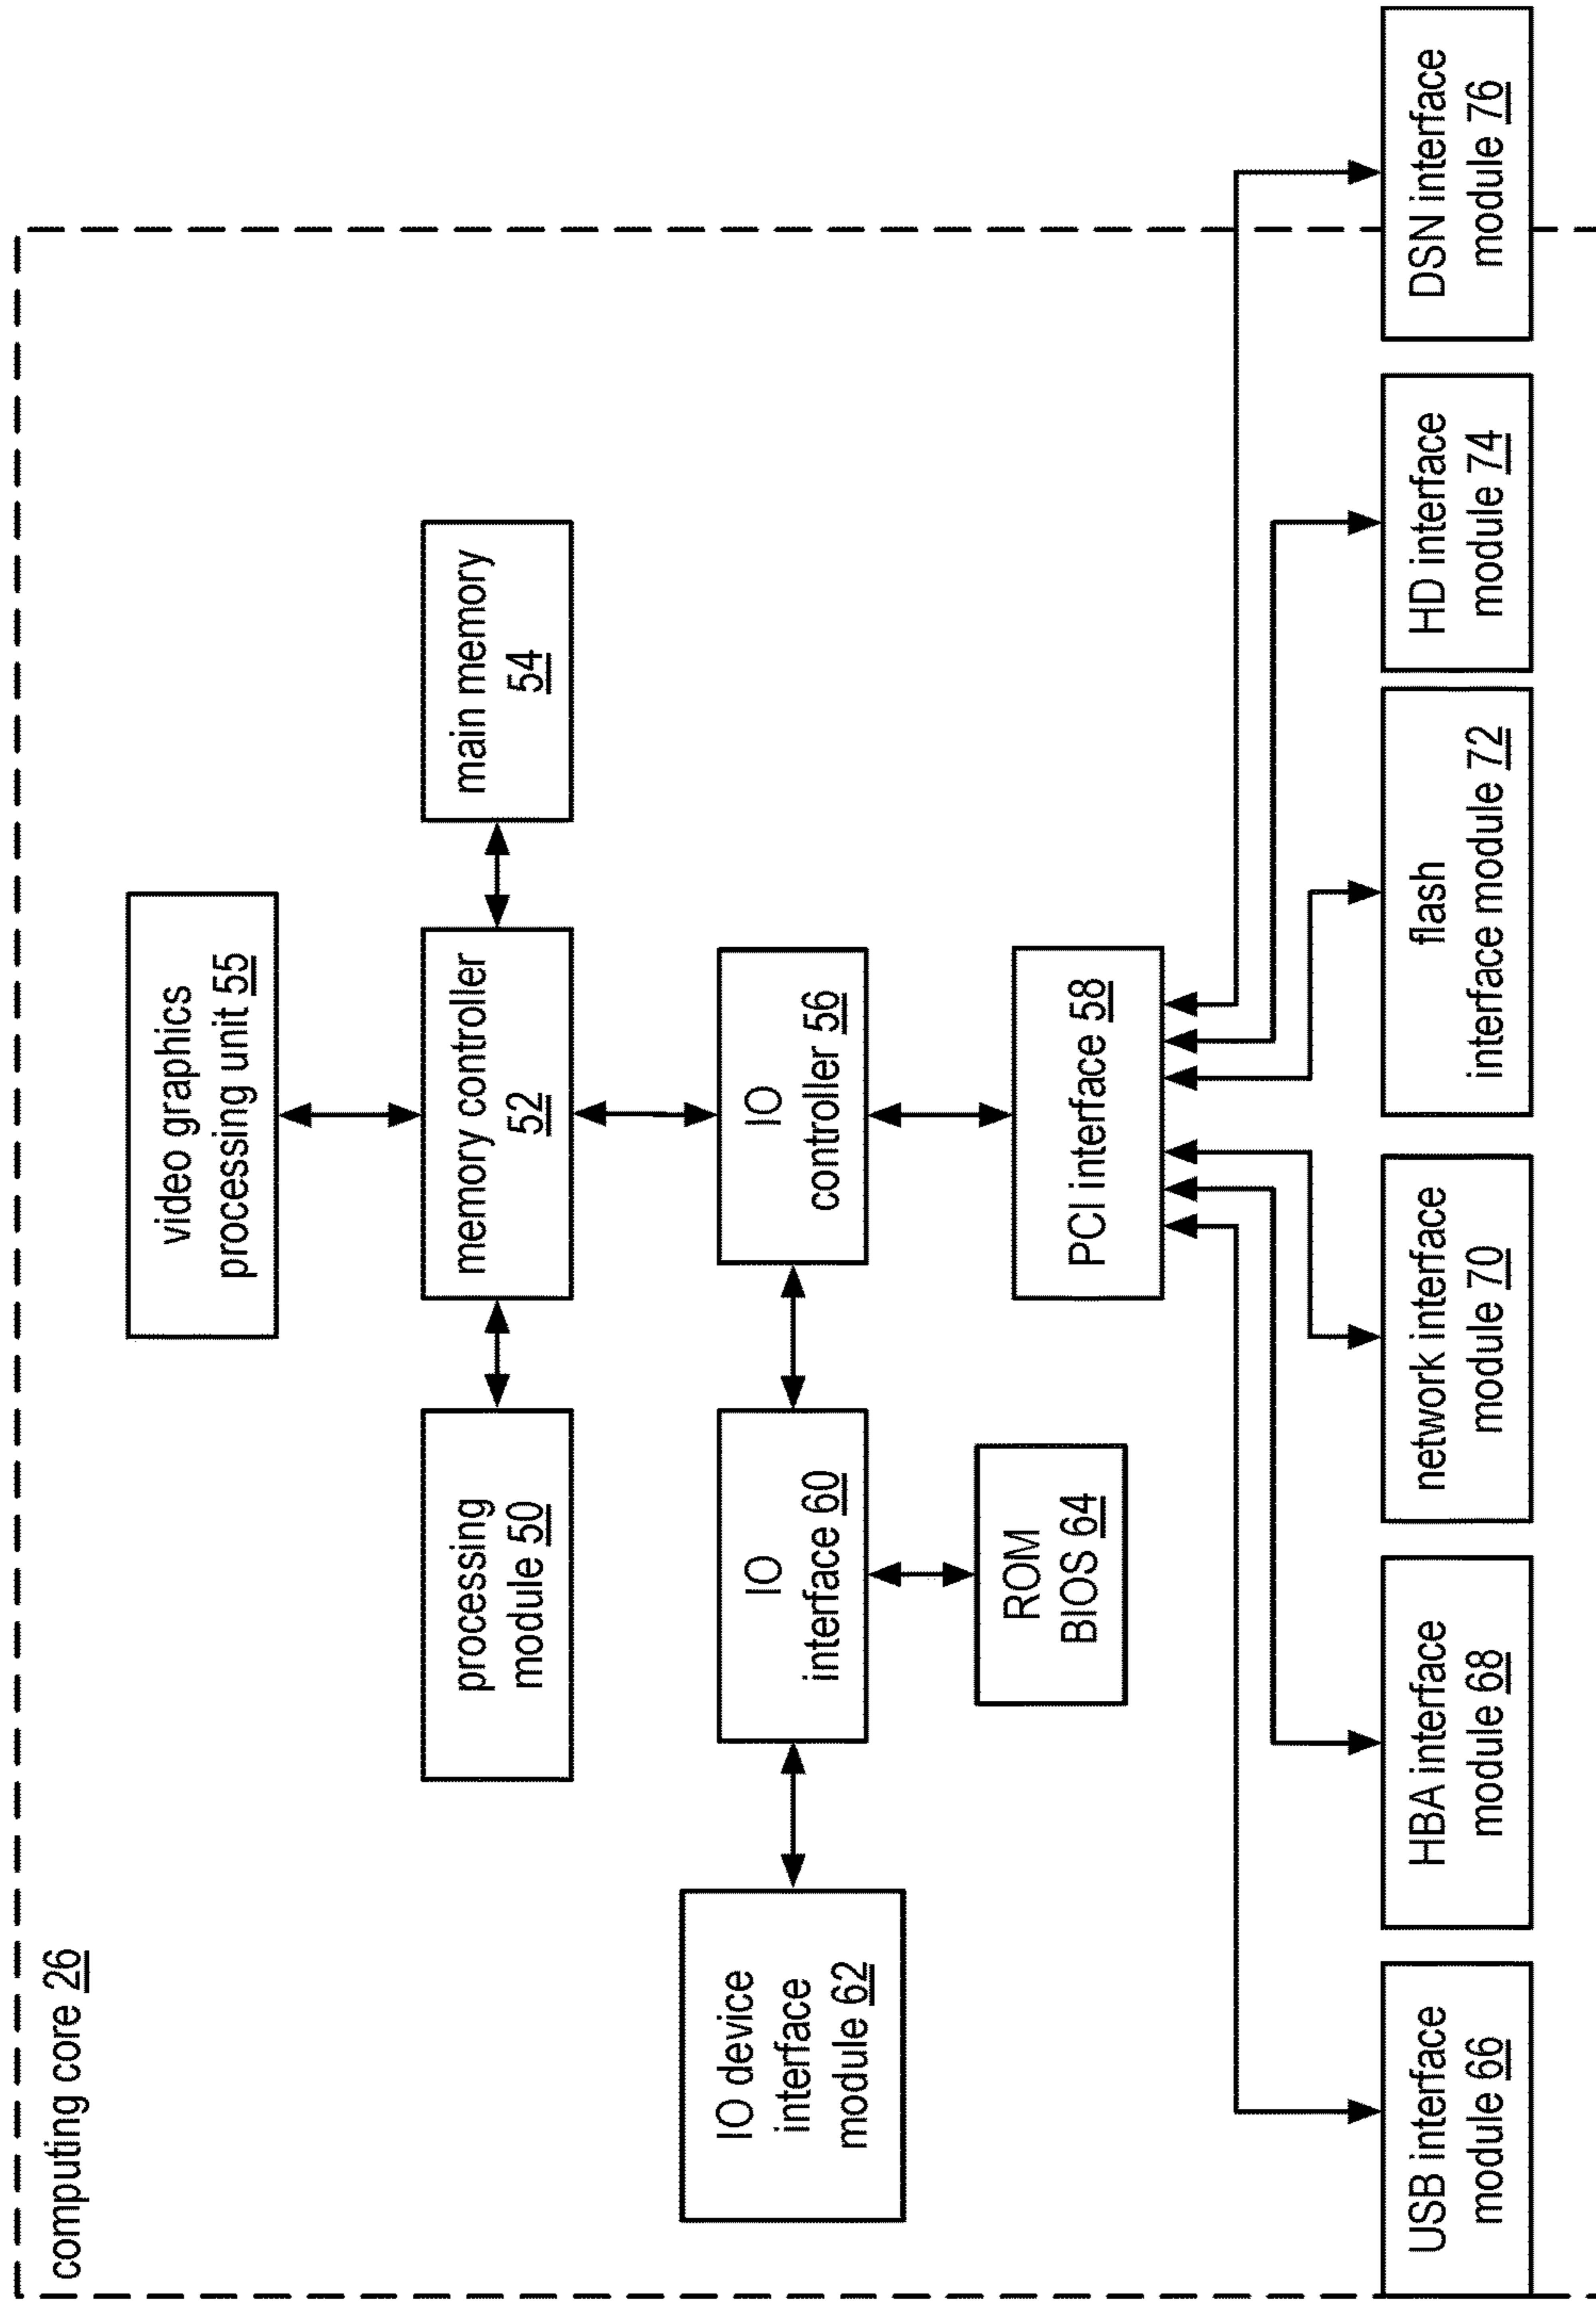 computing core 26
video graphics
processing unit 55
processing
module 50
memory controller
52
main memory
54
IO device
interface
module 62
IO
interface 60
IO
controller 56
ROM
BIOS 64
PCI interface 58
USB interface
module 66
HBA interface
module 68
network interface
module 70
flash
interface module 72
HD interface
module 74
DSN interface
module 76